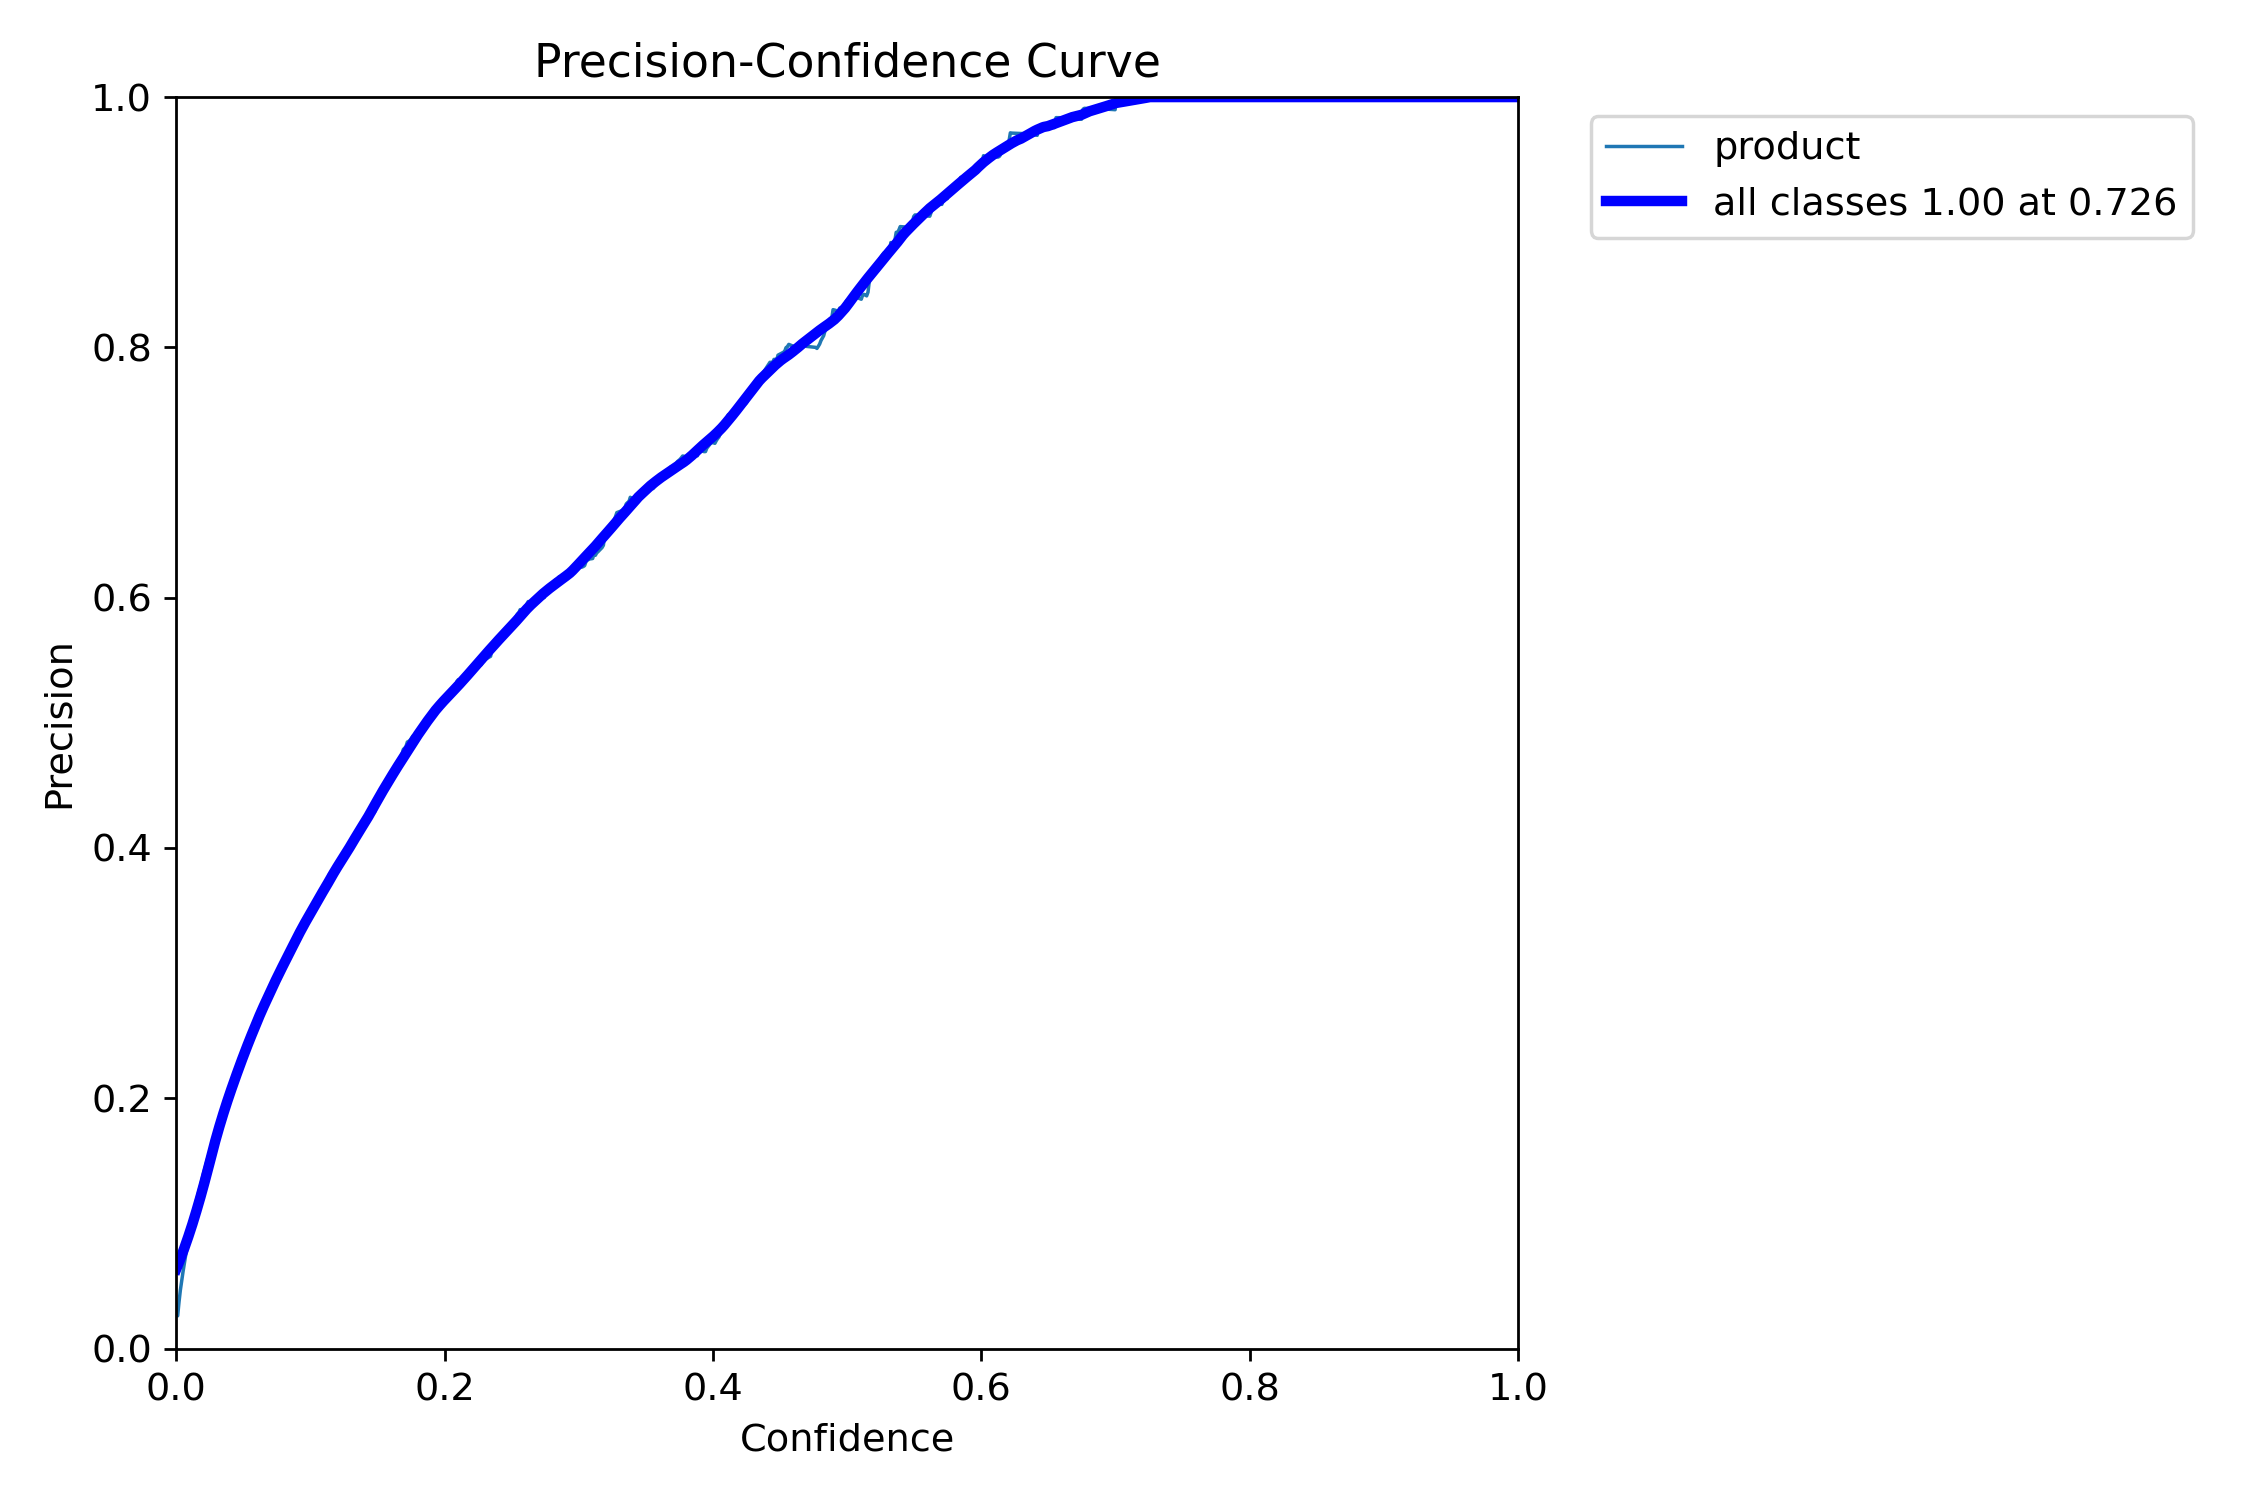 Precision-Confidence Curve
1.0
0.8
0.6
0.4
0.2
0.0
Precision
0.0 0.2 0.4 0.6 0.8 1.0
Confidence
product
all classes 1.00 at 0.726